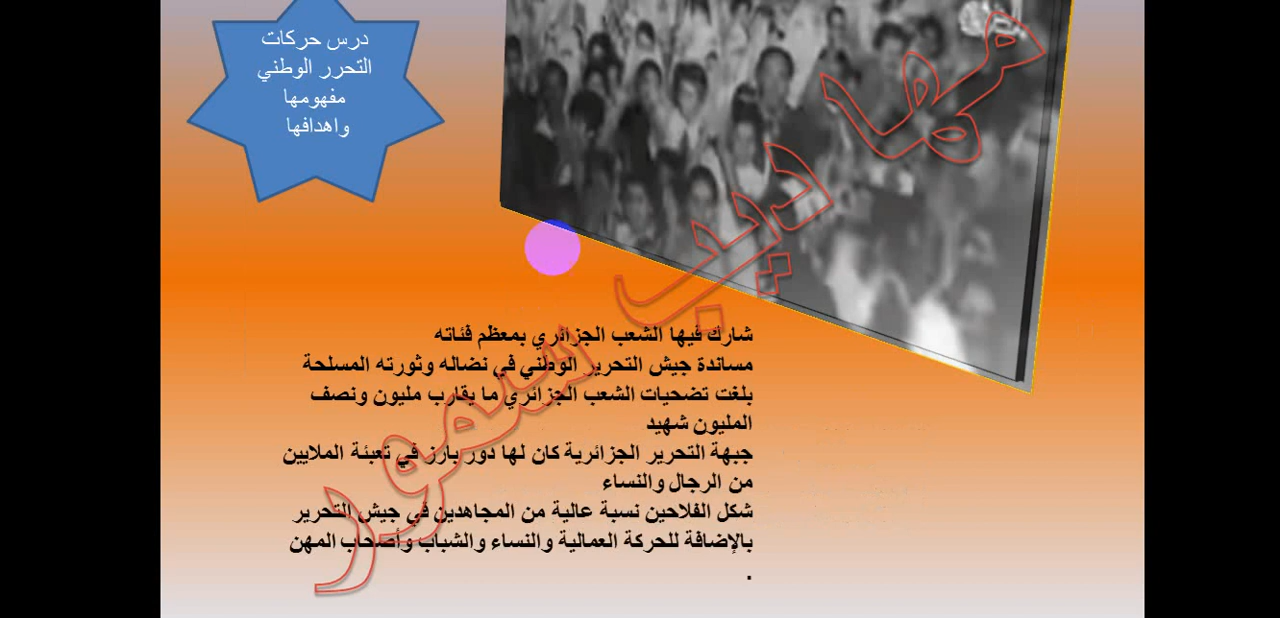 درس حركات
التحرر الوطني
مفهومها
واهدافها
مها ديب سمور
شارك فيها الشعب الجزائري بمعظم فئاته
مساندة جيش التحرير الوطني في نضاله وثورته المسلحة
بلغت تضحيات الشعب الجزائري ما يقارب مليون ونصف
المليون شهيد
جبهة التحرير الجزائرية كان لها دور بارز في تعبئة الملايين
من الرجال والنساء
شكل الفلاحين نسبة عالية من المجاهدين في جيش التحرير
بالإضافة للحركة العمالية والنساء والشباب وأصحاب المهن
.